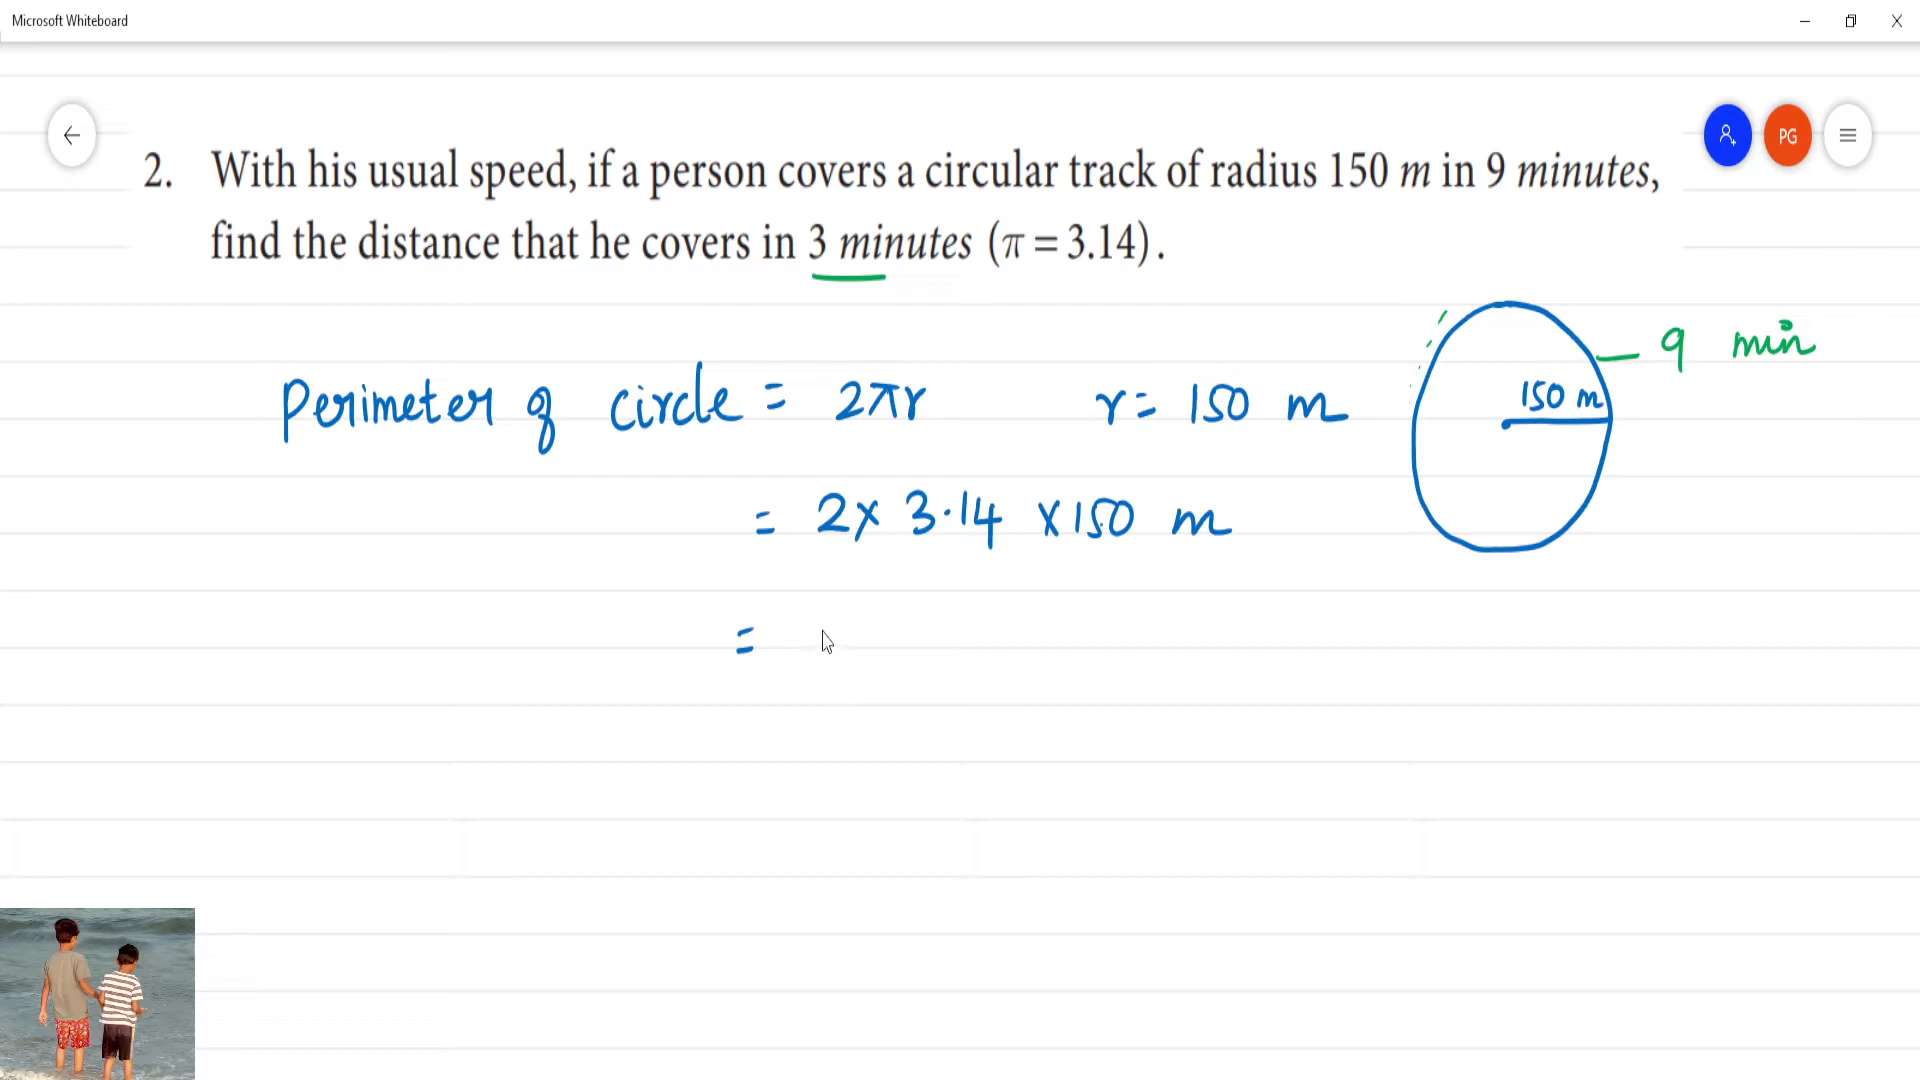 Microsoft Whiteboard
PG
2. With his usual speed, if a person covers a circular track of radius 150 m in 9 minutes,
find the distance that he covers in 3 minutes (π = 3.14).
9 min
150 m
Perimeter of circle = 2πr r = 150 m
= 2 × 3.14 × 150 m
=